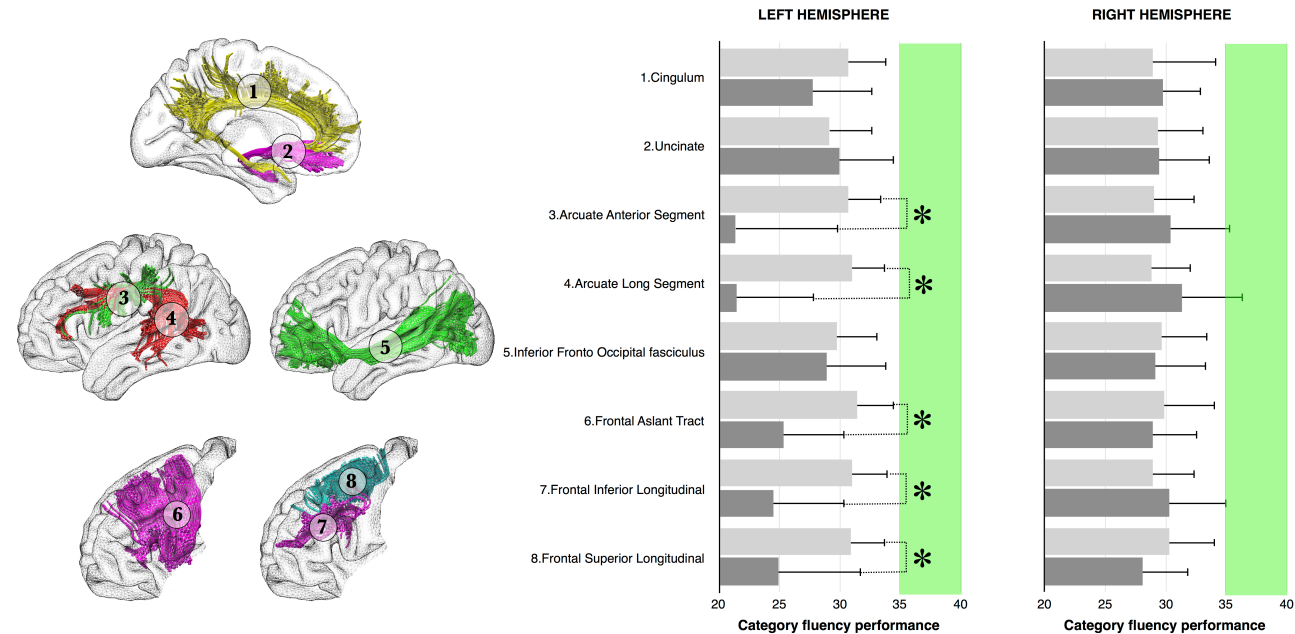 LEFT HEMISPHERE
RIGHT HEMISPHERE
1
2
3
4
5
6
8
7
1.Cingulum
2.Uncinate
3.Arcuate Anterior Segment
*
4.Arcuate Long Segment
*
5.Inferior Fronto Occipital fasciculus
6.Frontal Aslant Tract
*
7.Frontal Inferior Longitudinal
*
8.Frontal Superior Longitudinal
*
20 25 30 35 40
20 25 30 35 40
Category fluency performance
Category fluency performance